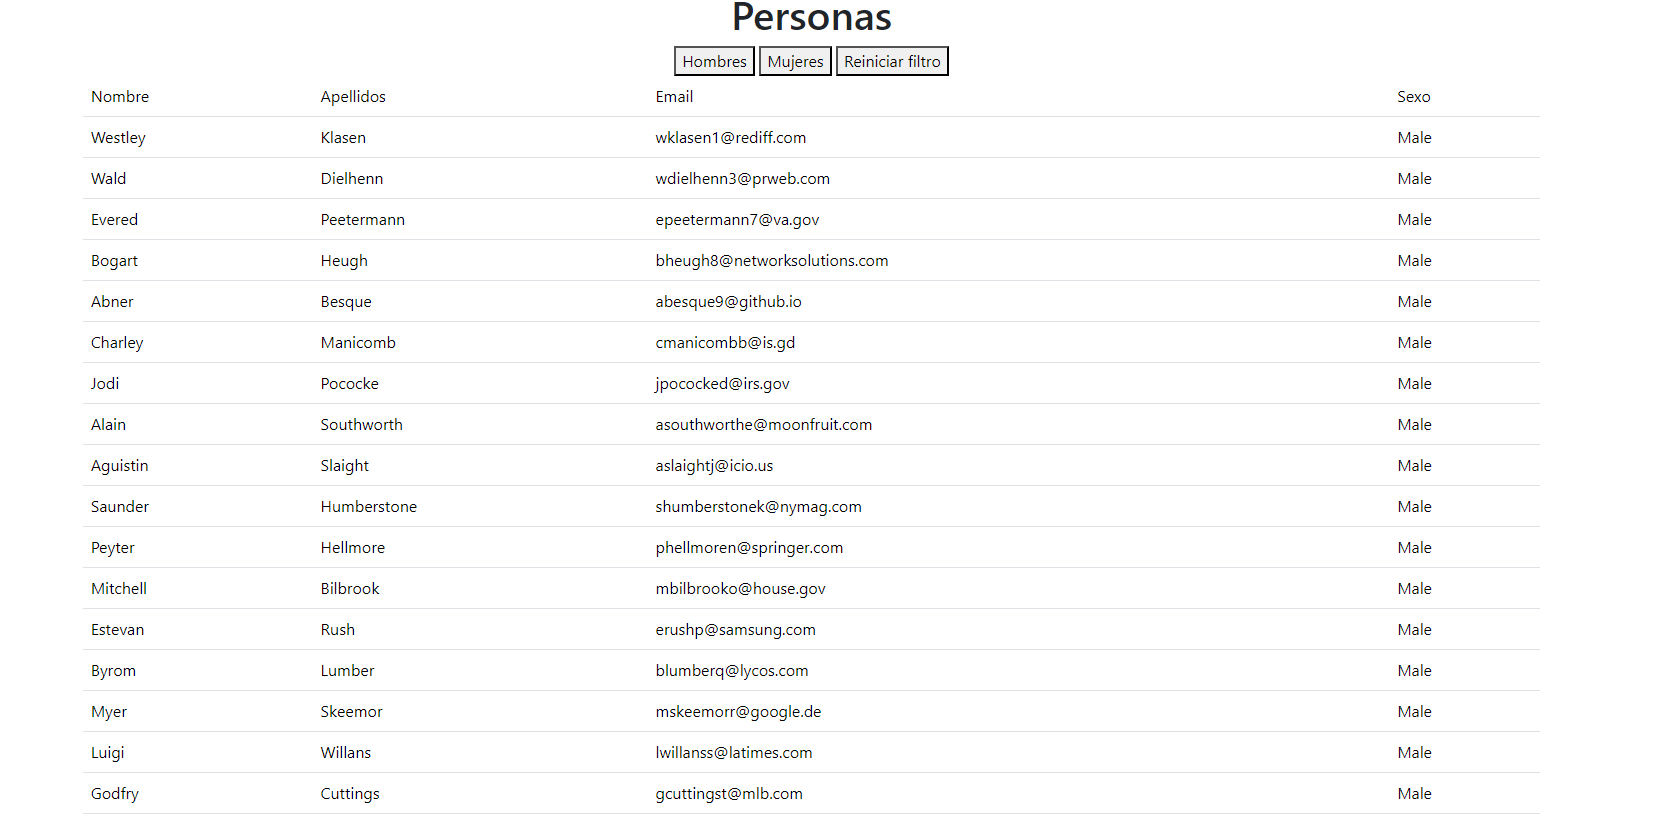 Personas
Hombres Mujeres Reiniciar filtro
Nombre Apellidos Email Sexo
Westley Klasen wklasen1@rediff.com Male
Wald Dielhenn wdielhenn3@prweb.com Male
Evered Peetermann epeetermann7@va.gov Male
Bogart Heugh bheugh8@networksolutions.com Male
Abner Besque abesque9@github.io Male
Charley Manicomb cmanicombb@is.gd Male
Jodi Pococke jpococked@irs.gov Male
Alain Southworth asouthworthe@moonfruit.com Male
Aguistin Slaight aslaightj@icio.us Male
Saunder Humberstone shumberstonek@nymag.com Male
Peyter Hellmore phellmoren@springer.com Male
Mitchell Bilbrook mbilbrooko@house.gov Male
Estevan Rush erushp@samsung.com Male
Byrom Lumber blumberq@lycos.com Male
Myer Skeemor mskeemorr@google.de Male
Luigi Willans lwillanss@latimes.com Male
Godfry Cuttings gcuttingst@mlb.com Male